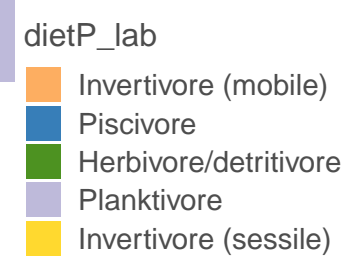 dietP_lab
Invertivore (mobile)
Piscivore
Herbivore/detritivore
Planktivore
Invertivore (sessile)